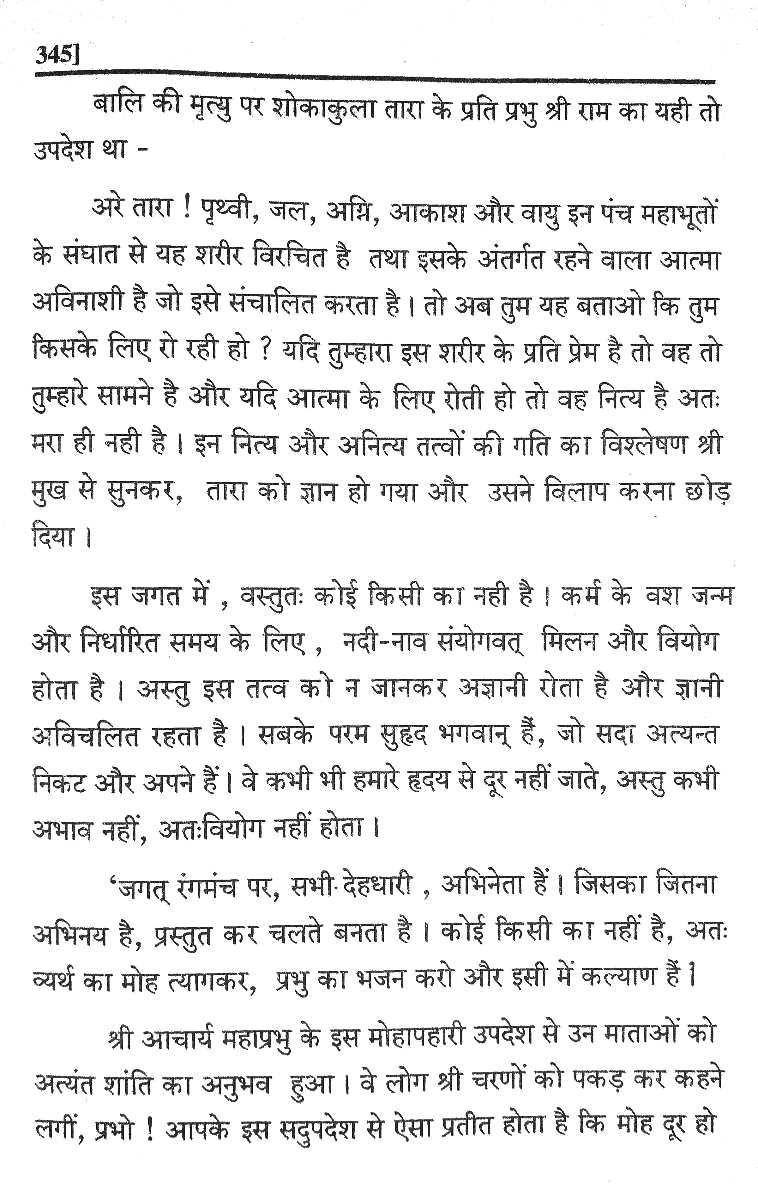 345]
बालि की मृत्यु पर शोकाकुला तारा के प्रति प्रभु श्री राम का यही तो
उपदेश था -
अरे तारा ! पृथ्वी, जल, अग्नि, आकाश और वायु इन पंच महाभूतों
के संघात से यह शरीर विरचित है तथा इसके अंतर्गत रहने वाला आत्मा
अविनाशी है जो इसे संचालित करता है । तो अब तुम यह बताओ कि तुम
किसके लिए रो रही हो ? यदि तुम्हारा इस शरीर के प्रति प्रेम है तो वह तो
तुम्हारे सामने है और यदि आत्मा के लिए रोती हो तो वह नित्य है अतः
मरा ही नही है । इन नित्य और अनित्य तत्वों की गति का विश्लेषण श्री
मुख से सुनकर, तारा को ज्ञान हो गया और उसने विलाप करना छोड़
दिया ।
इस जगत में , वस्तुतः कोई किसी का नही है । कर्म के वश जन्म
और निर्धारित समय के लिए , नदी-नाव संयोगवत् मिलन और वियोग
होता है । अस्तु इस तत्व को न जानकर अज्ञानी रोता है और ज्ञानी
अविचलित रहता है । सबके परम सुहृद भगवान् हैं, जो सदा अत्यन्त
निकट और अपने हैं । वे कभी भी हमारे हृदय से दूर नहीं जाते, अस्तु कभी
अभाव नहीं, अतःवियोग नहीं होता ।
‘जगत् रंगमंच पर, सभी देहधारी , अभिनेता हैं । जिसका जितना
अभिनय है, प्रस्तुत कर चलते बनता है । कोई किसी का नहीं है, अतः
व्यर्थ का मोह त्यागकर, प्रभु का भजन करो और इसी में कल्याण हैं ।
श्री आचार्य महाप्रभु के इस मोहापहारी उपदेश से उन माताओं को
अत्यंत शांति का अनुभव हुआ । वे लोग श्री चरणों को पकड़ कर कहने
लगीं, प्रभो ! आपके इस सदुपदेश से ऐसा प्रतीत होता है कि मोह दूर हो